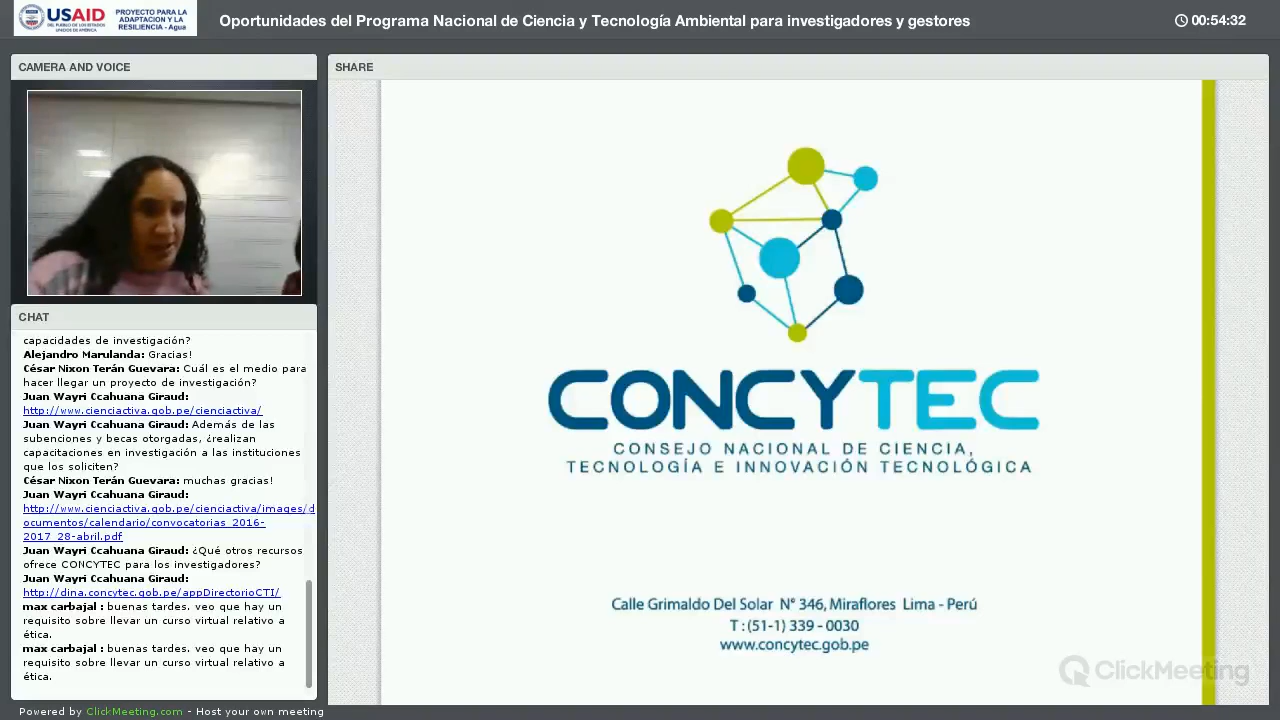 USAID
DEL PUEBLO DE LOS ESTADOS
UNIDOS DE AMÉRICA
PROYECTO PARA LA
ADAPTACIÓN Y LA
RESILIENCIA - Agua
Oportunidades del Programa Nacional de Ciencia y Tecnología Ambiental para investigadores y gestores
00:54:32
CAMERA AND VOICE
CHAT
capacidades de investigación?
Alejandro Marulanda: Gracias!
César Nixon Terán Guevara: Cuál es el medio para
hacer llegar un proyecto de investigación?
Juan Wayri Ccahuana Giraud:
http://www.cienciactiva.gob.pe/cienciactiva/
Juan Wayri Ccahuana Giraud: Además de las
subenciones y becas otorgadas, ¿realizan
capacitaciones en investigación a las instituciones
que los soliciten?
César Nixon Terán Guevara: muchas gracias!
Juan Wayri Ccahuana Giraud:
http://www.cienciactiva.gob.pe/cienciactiva/images/d
ocumentos/calendario/convocatorias_2016-
2017_28-abril.pdf
Juan Wayri Ccahuana Giraud: ¿Qué otros recursos
ofrece CONCYTEC para los investigadores?
Juan Wayri Ccahuana Giraud:
http://dina.concytec.gob.pe/appDirectorioCTI/
max carbajal : buenas tardes. veo que hay un
requisito sobre llevar un curso virtual relativo a
ética.
max carbajal : buenas tardes. veo que hay un
requisito sobre llevar un curso virtual relativo a
ética.
SHARE
CONCYTEC
CONSEJO NACIONAL DE CIENCIA,
TECNOLOGÍA E INNOVACIÓN TECNOLÓGICA
Calle Grimaldo Del Solar N° 346, Miraflores Lima - Perú
T : (51-1) 339 - 0030
www.concytec.gob.pe
ClickMeeting
Powered by ClickMeeting.com - Host your own meeting